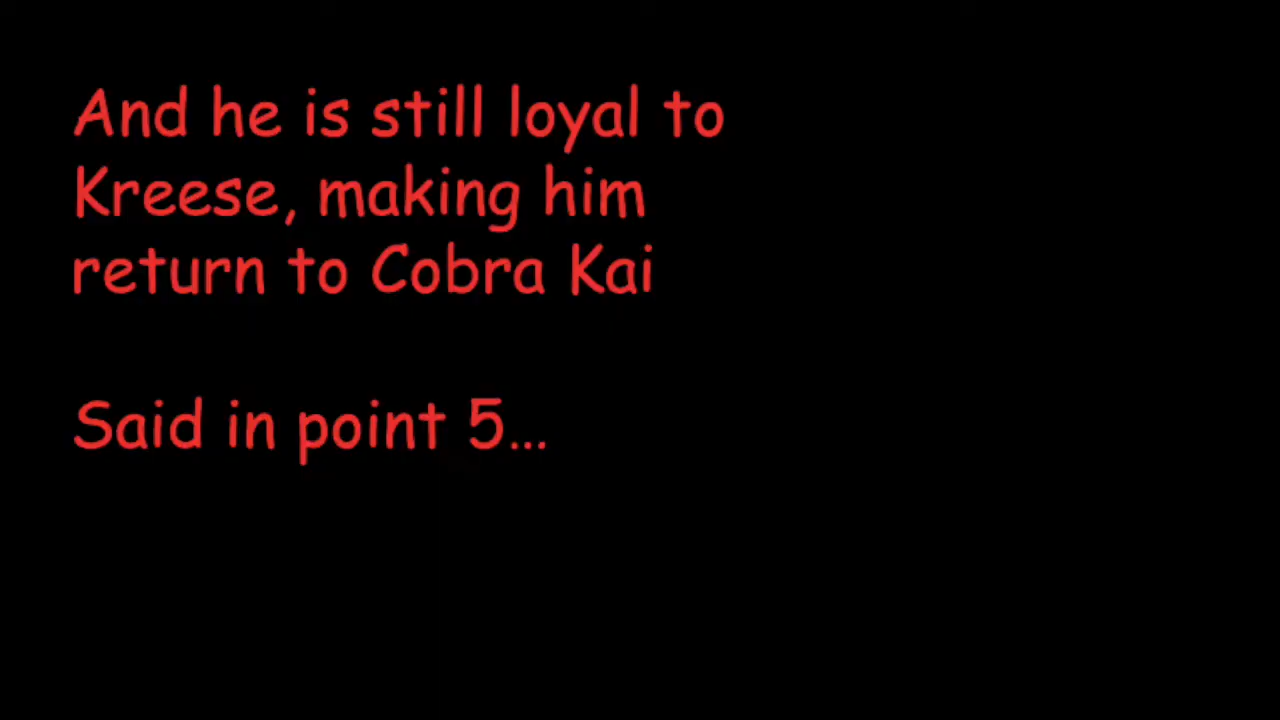 And he is still loyal to
Kreese, making him
return to Cobra Kai
Said in point 5...